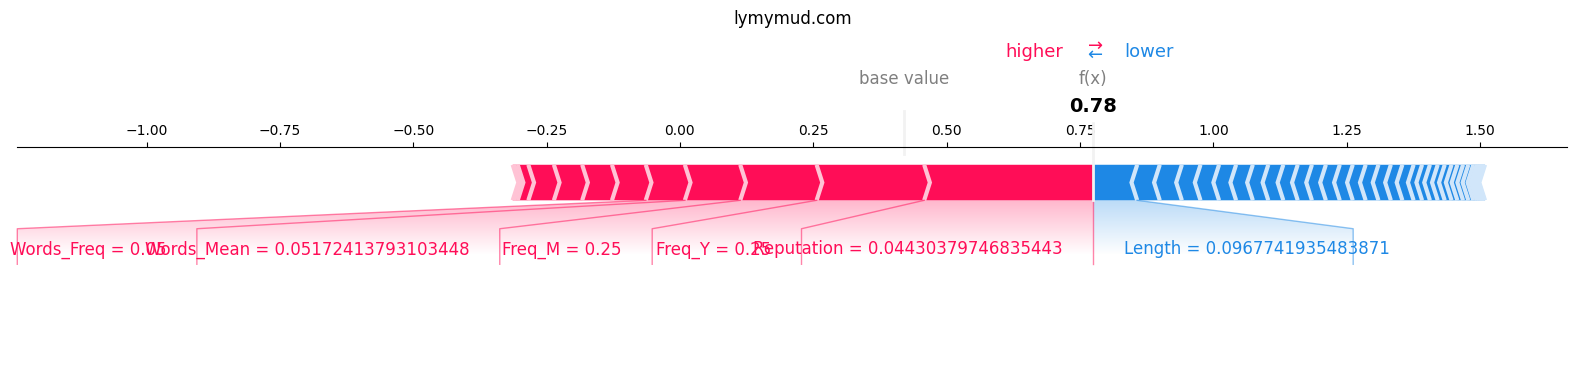 lymymud.com
higher ⇄ lower
base value f(x)
0.78
−1.00 −0.75 −0.50 −0.25 0.00 0.25 0.50 0.75 1.00 1.25 1.50
Words_Freq = 0.05 Words_Mean = 0.05172413793103448 Freq_M = 0.25 Freq_Y = 0.25 Reputation = 0.04430379746835443 Length = 0.0967741935483871